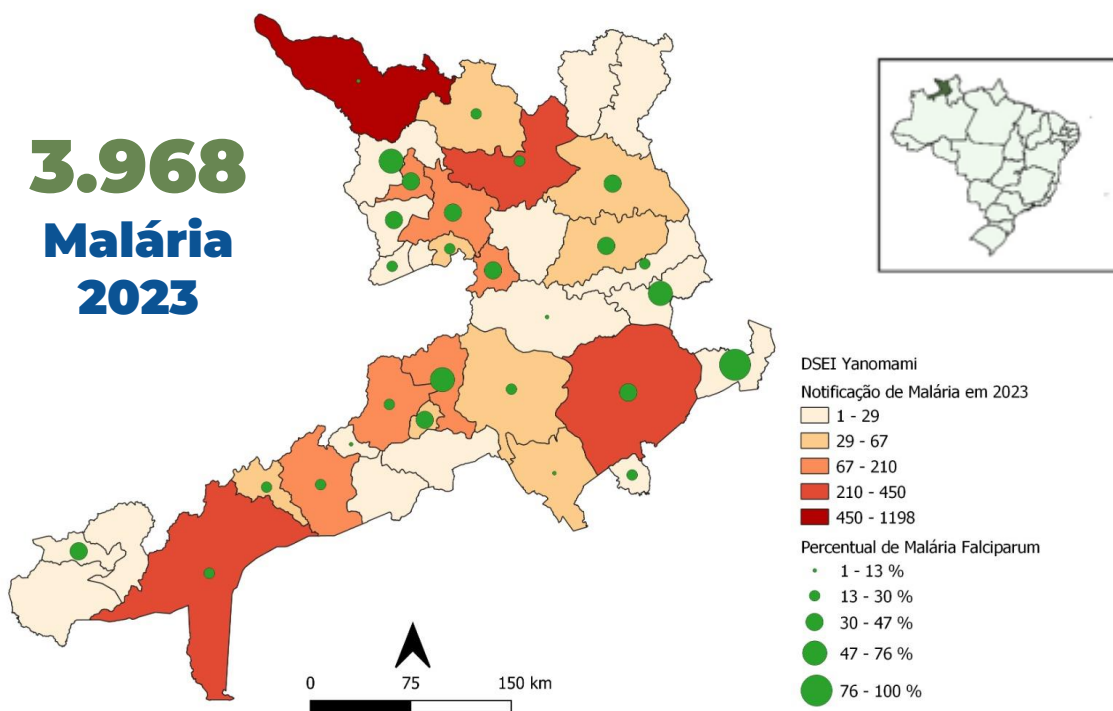 3.968
Malária
2023
DSEI Yanomami
Notificação de Malária em 2023
1 - 29
29 - 67
67 - 210
210 - 450
450 - 1198
Percentual de Malária Falciparum
1 - 13 %
13 - 30 %
30 - 47 %
47 - 76 %
76 - 100 %
0 75 150 km